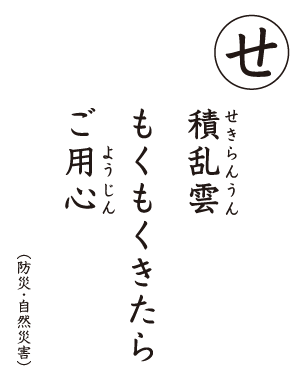 せ
積乱雲
せきらんうん
もくもくきたら
ご用心
ようじん
（防災・自然災害）